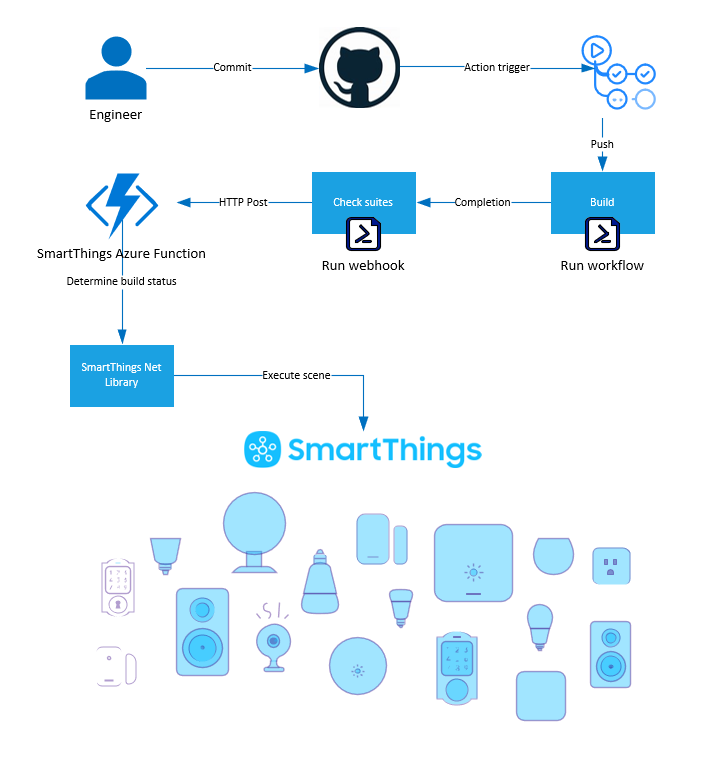 Commit
Action trigger
Engineer
Push
HTTP Post
Check suites
Completion
Build
SmartThings Azure Function
Run webhook
Run workflow
Determine build status
SmartThings Net
Library
Execute scene
SmartThings